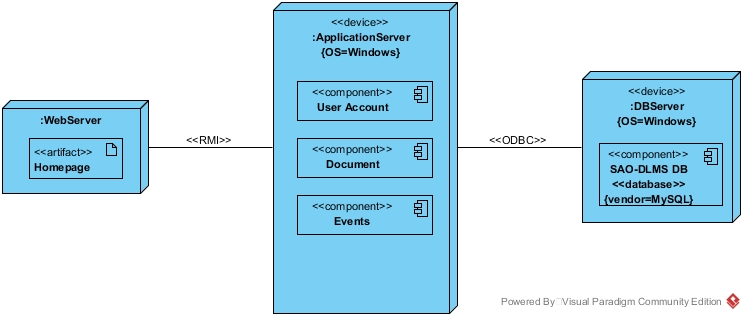 <<device>>
:ApplicationServer
{OS=Windows}
<<component>>
User Account
<<component>>
Document
<<component>>
Events
:WebServer
<<artifact>>
Homepage
<<RMI>>
<<ODBC>>
<<device>>
:DBServer
{OS=Windows}
<<component>>
SAO-DLMS DB
<<database>>
{vendor=MySQL}
Powered By Visual Paradigm Community Edition